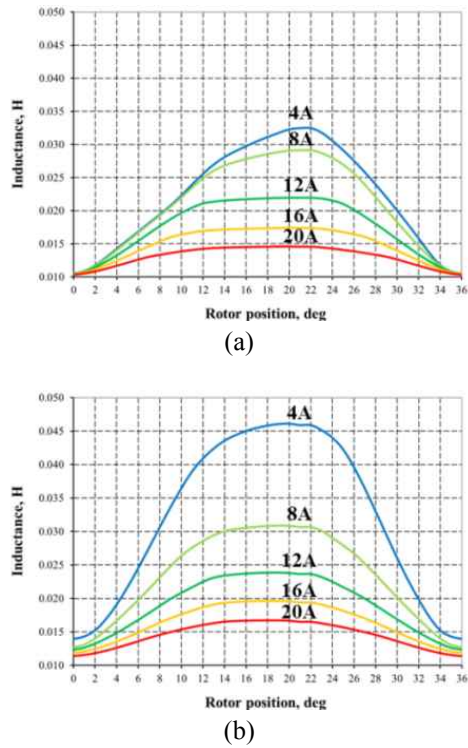 0.050
0.045
0.040
0.035
0.030
0.025
0.020
0.015
0.010
Inductance, H
4A
8A
12A
16A
20A
0 2 4 6 8 10 12 14 16 18 20 22 24 26 28 30 32 34 36
Rotor position, deg
(a)
0.050
0.045
0.040
0.035
0.030
0.025
0.020
0.015
0.010
Inductance, H
4A
8A
12A
16A
20A
0 2 4 6 8 10 12 14 16 18 20 22 24 26 28 30 32 34 36
Rotor position, deg
(b)